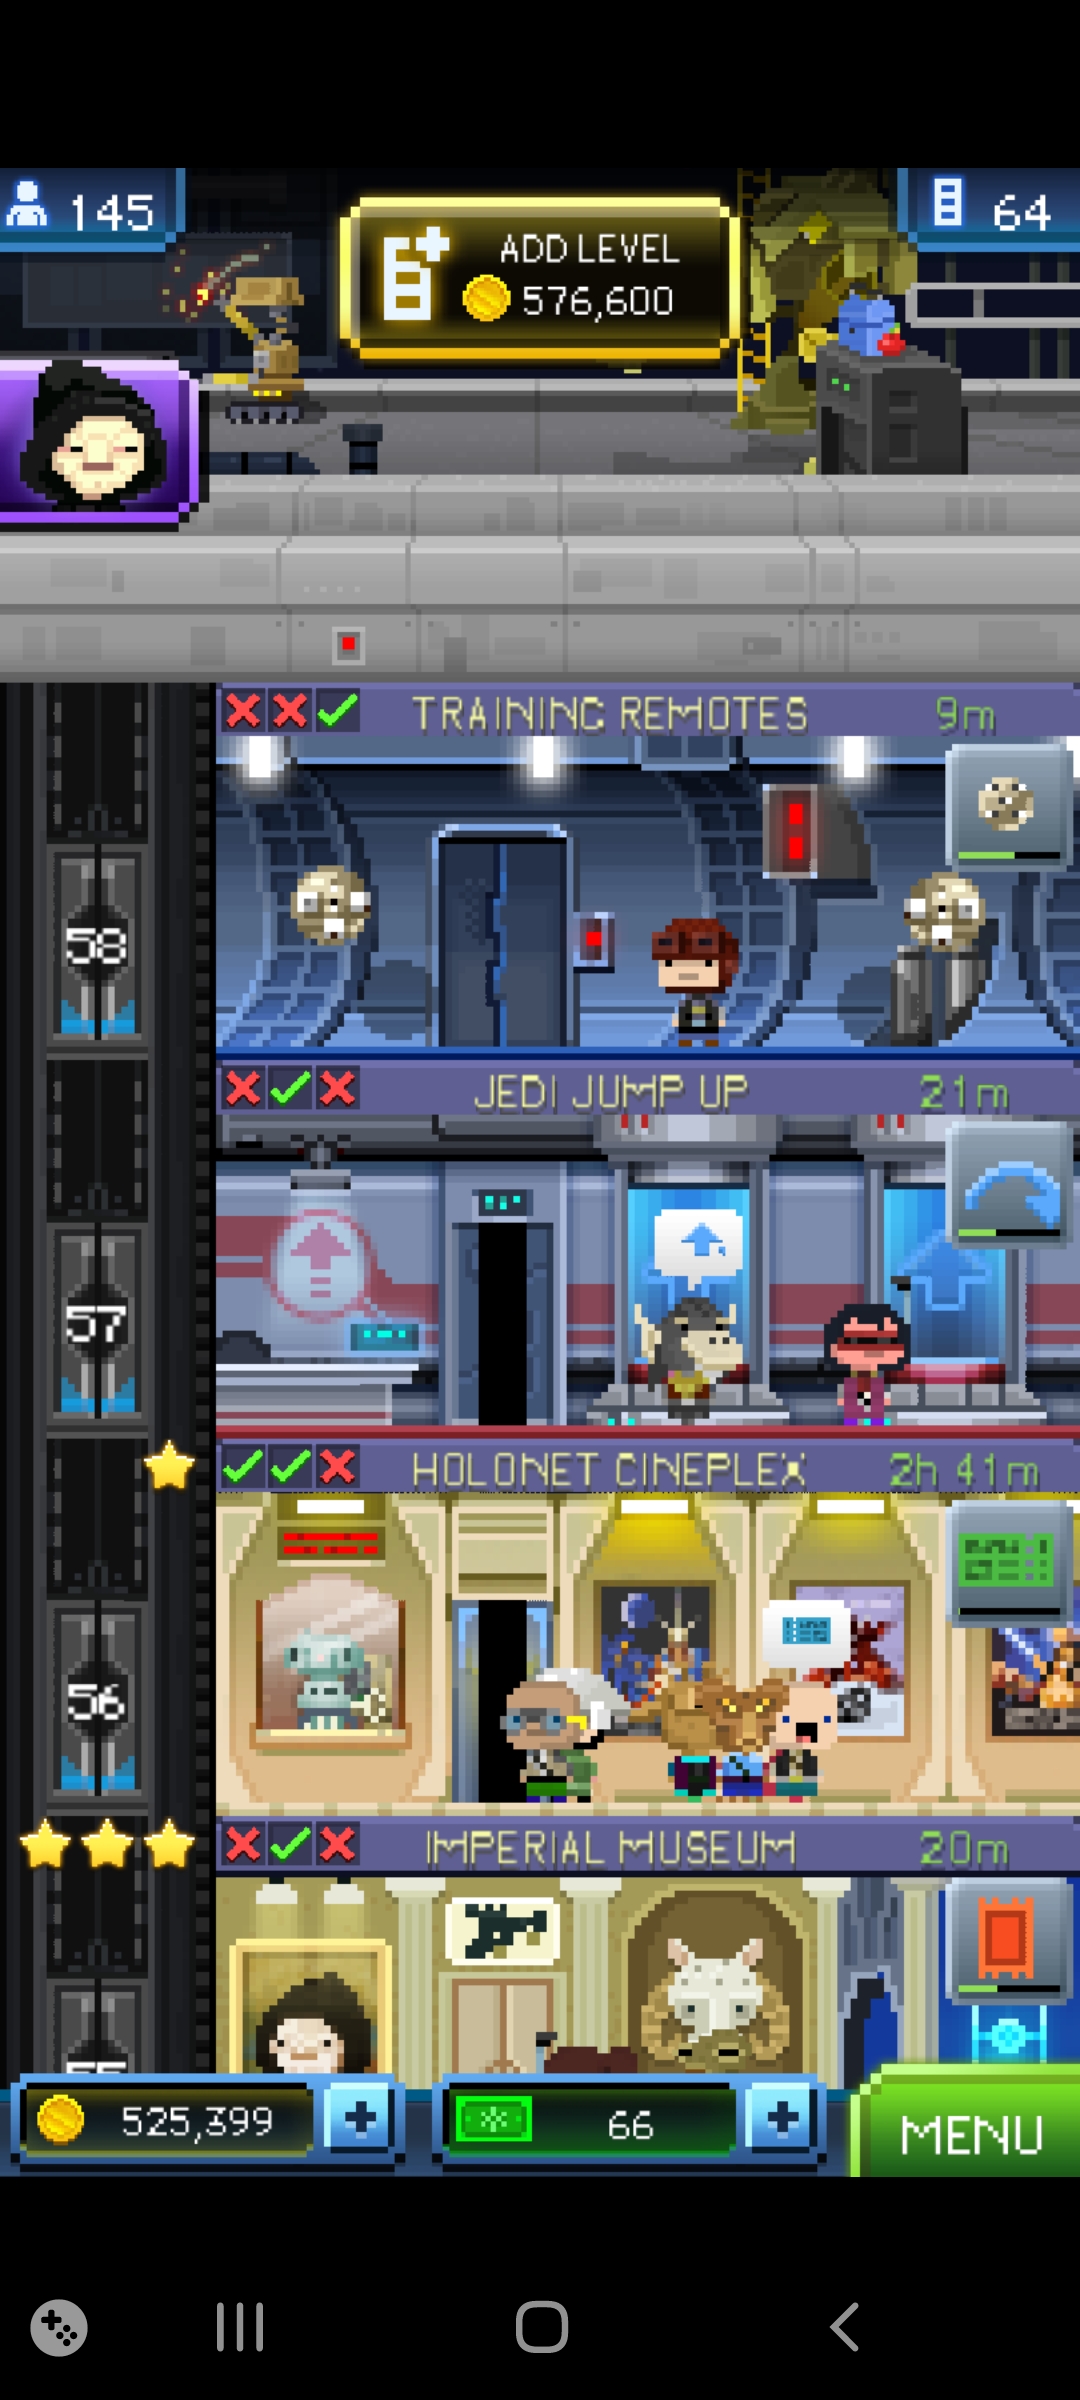 145
ADD LEVEL
576,600
64
TRAINING REMOTES 9m
58
JEDI JUMP UP 21m
57
HOLONET CINEPLEX 2h 41m
56
IMPERIAL MUSEUM 20m
55
525,399
66
MENU